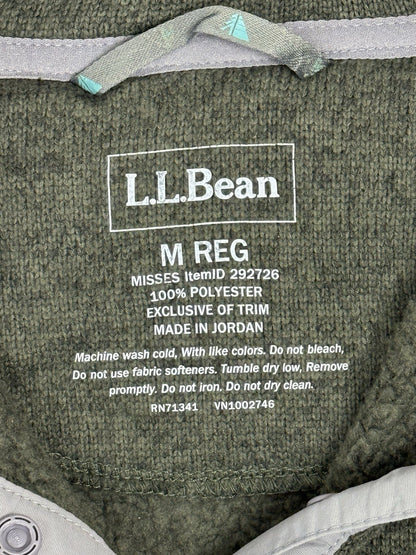 L.L.Bean
M REG
MISSES ItemID 292726
100% POLYESTER
EXCLUSIVE OF TRIM
MADE IN JORDAN
Machine wash cold, With like colors. Do not bleach,
Do not use fabric softeners. Tumble dry low, Remove
promptly. Do not iron. Do not dry clean.
RN71341 VN1002746